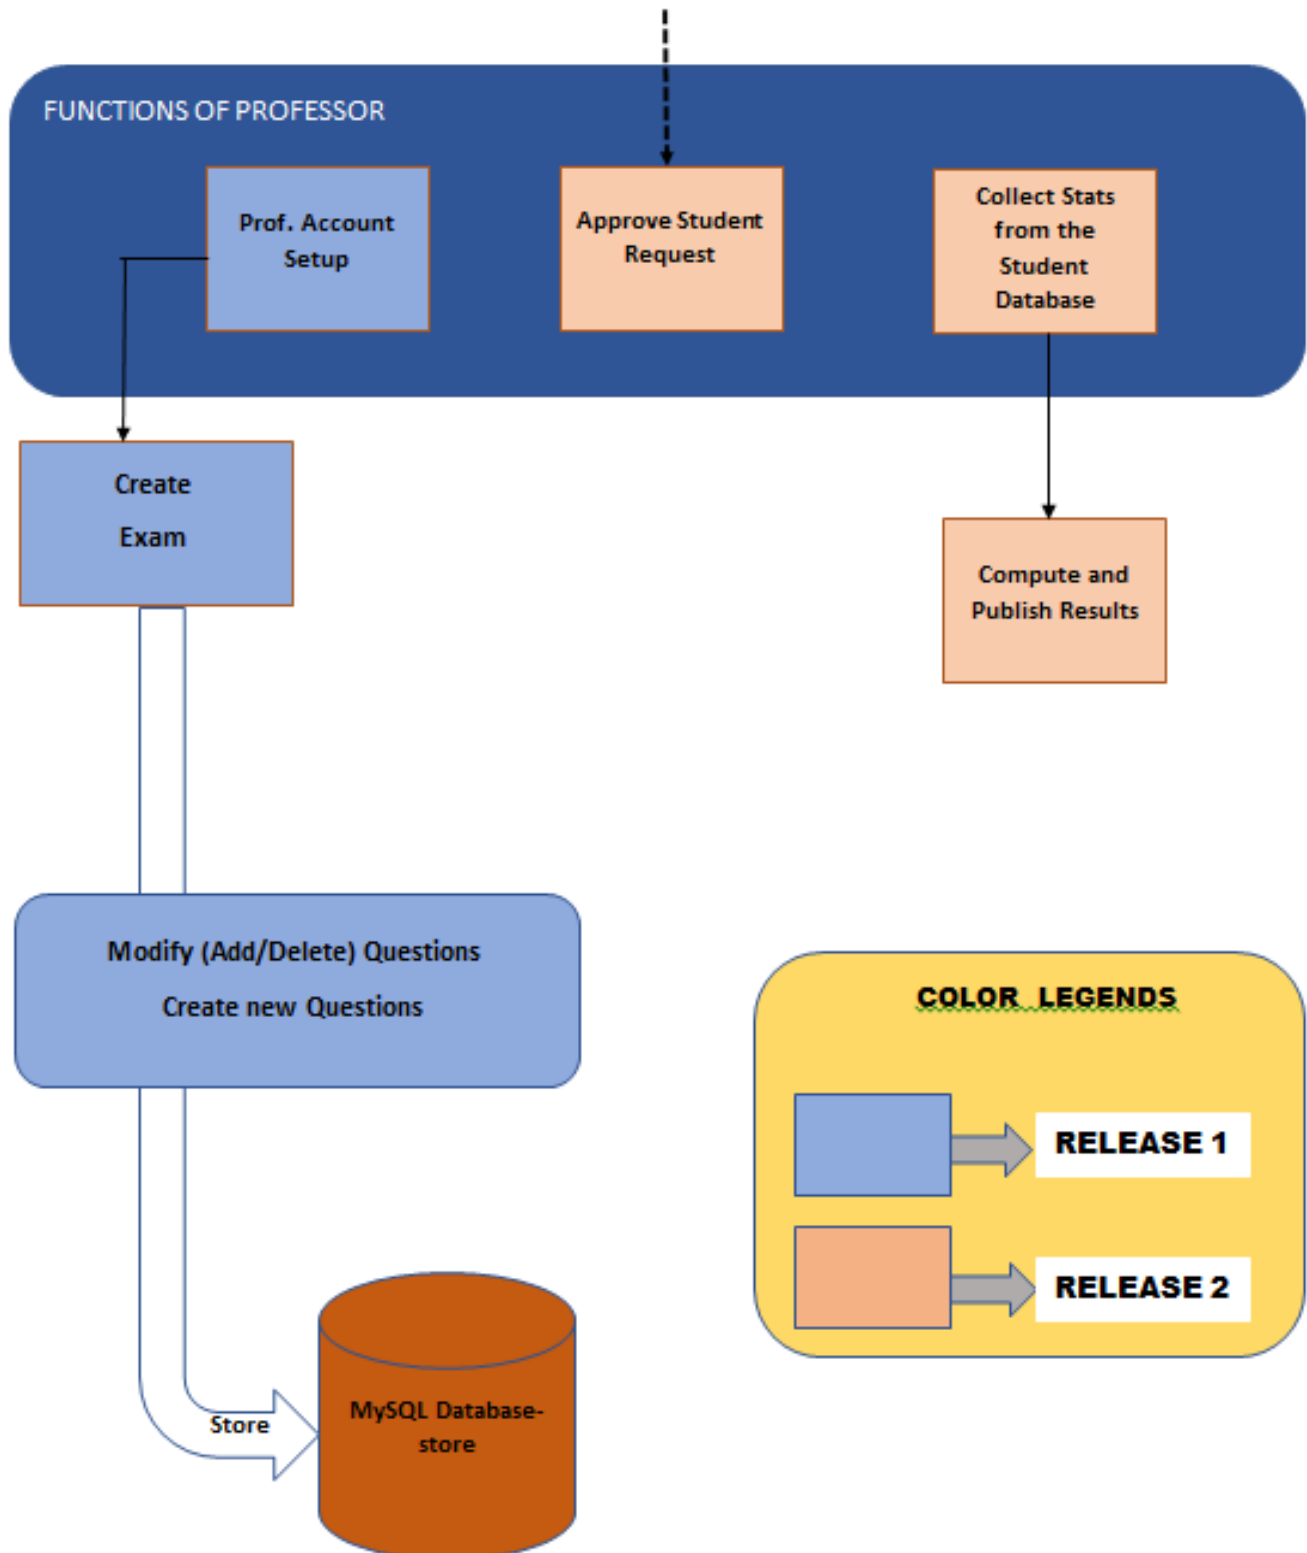 FUNCTIONS OF PROFESSOR
Prof. Account
Setup
Approve Student
Request
Collect Stats
from the
Student
Database
Create
Exam
Compute and
Publish Results
Modify (Add/Delete) Questions
Create new Questions
COLOR LEGENDS
RELEASE 1
RELEASE 2
Store
MySQL Database-
store